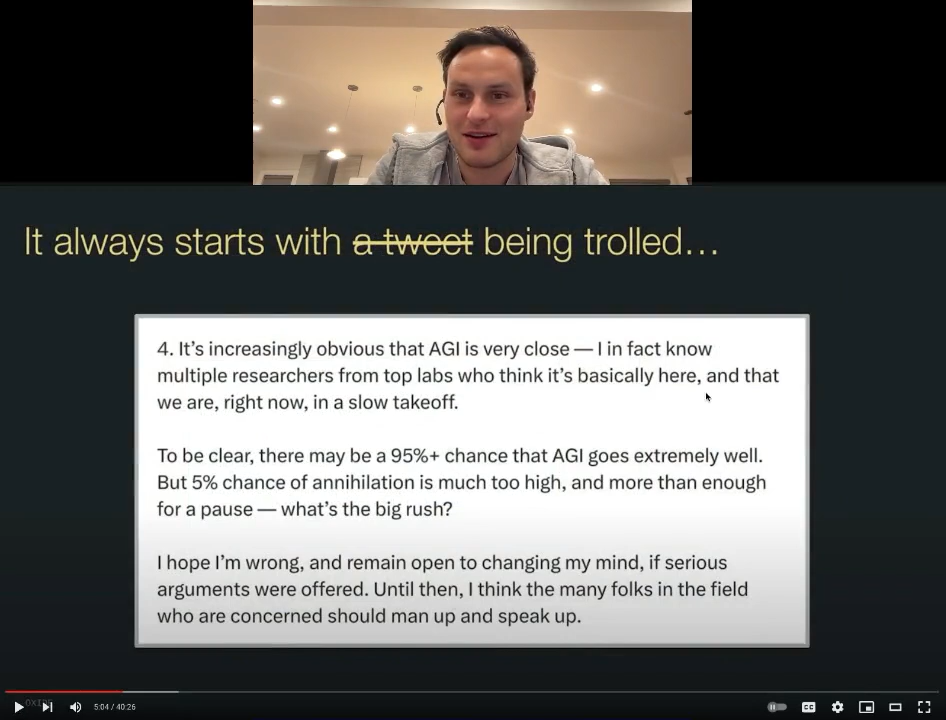 It always starts with a tweet being trolled...
4. It's increasingly obvious that AGI is very close — I in fact know
multiple researchers from top labs who think it's basically here, and that
we are, right now, in a slow takeoff.
To be clear, there may be a 95%+ chance that AGI goes extremely well.
But 5% chance of annihilation is much too high, and more than enough
for a pause — what's the big rush?
I hope I'm wrong, and remain open to changing my mind, if serious
arguments were offered. Until then, I think the many folks in the field
who are concerned should man up and speak up.
5:04 / 40:26
CC